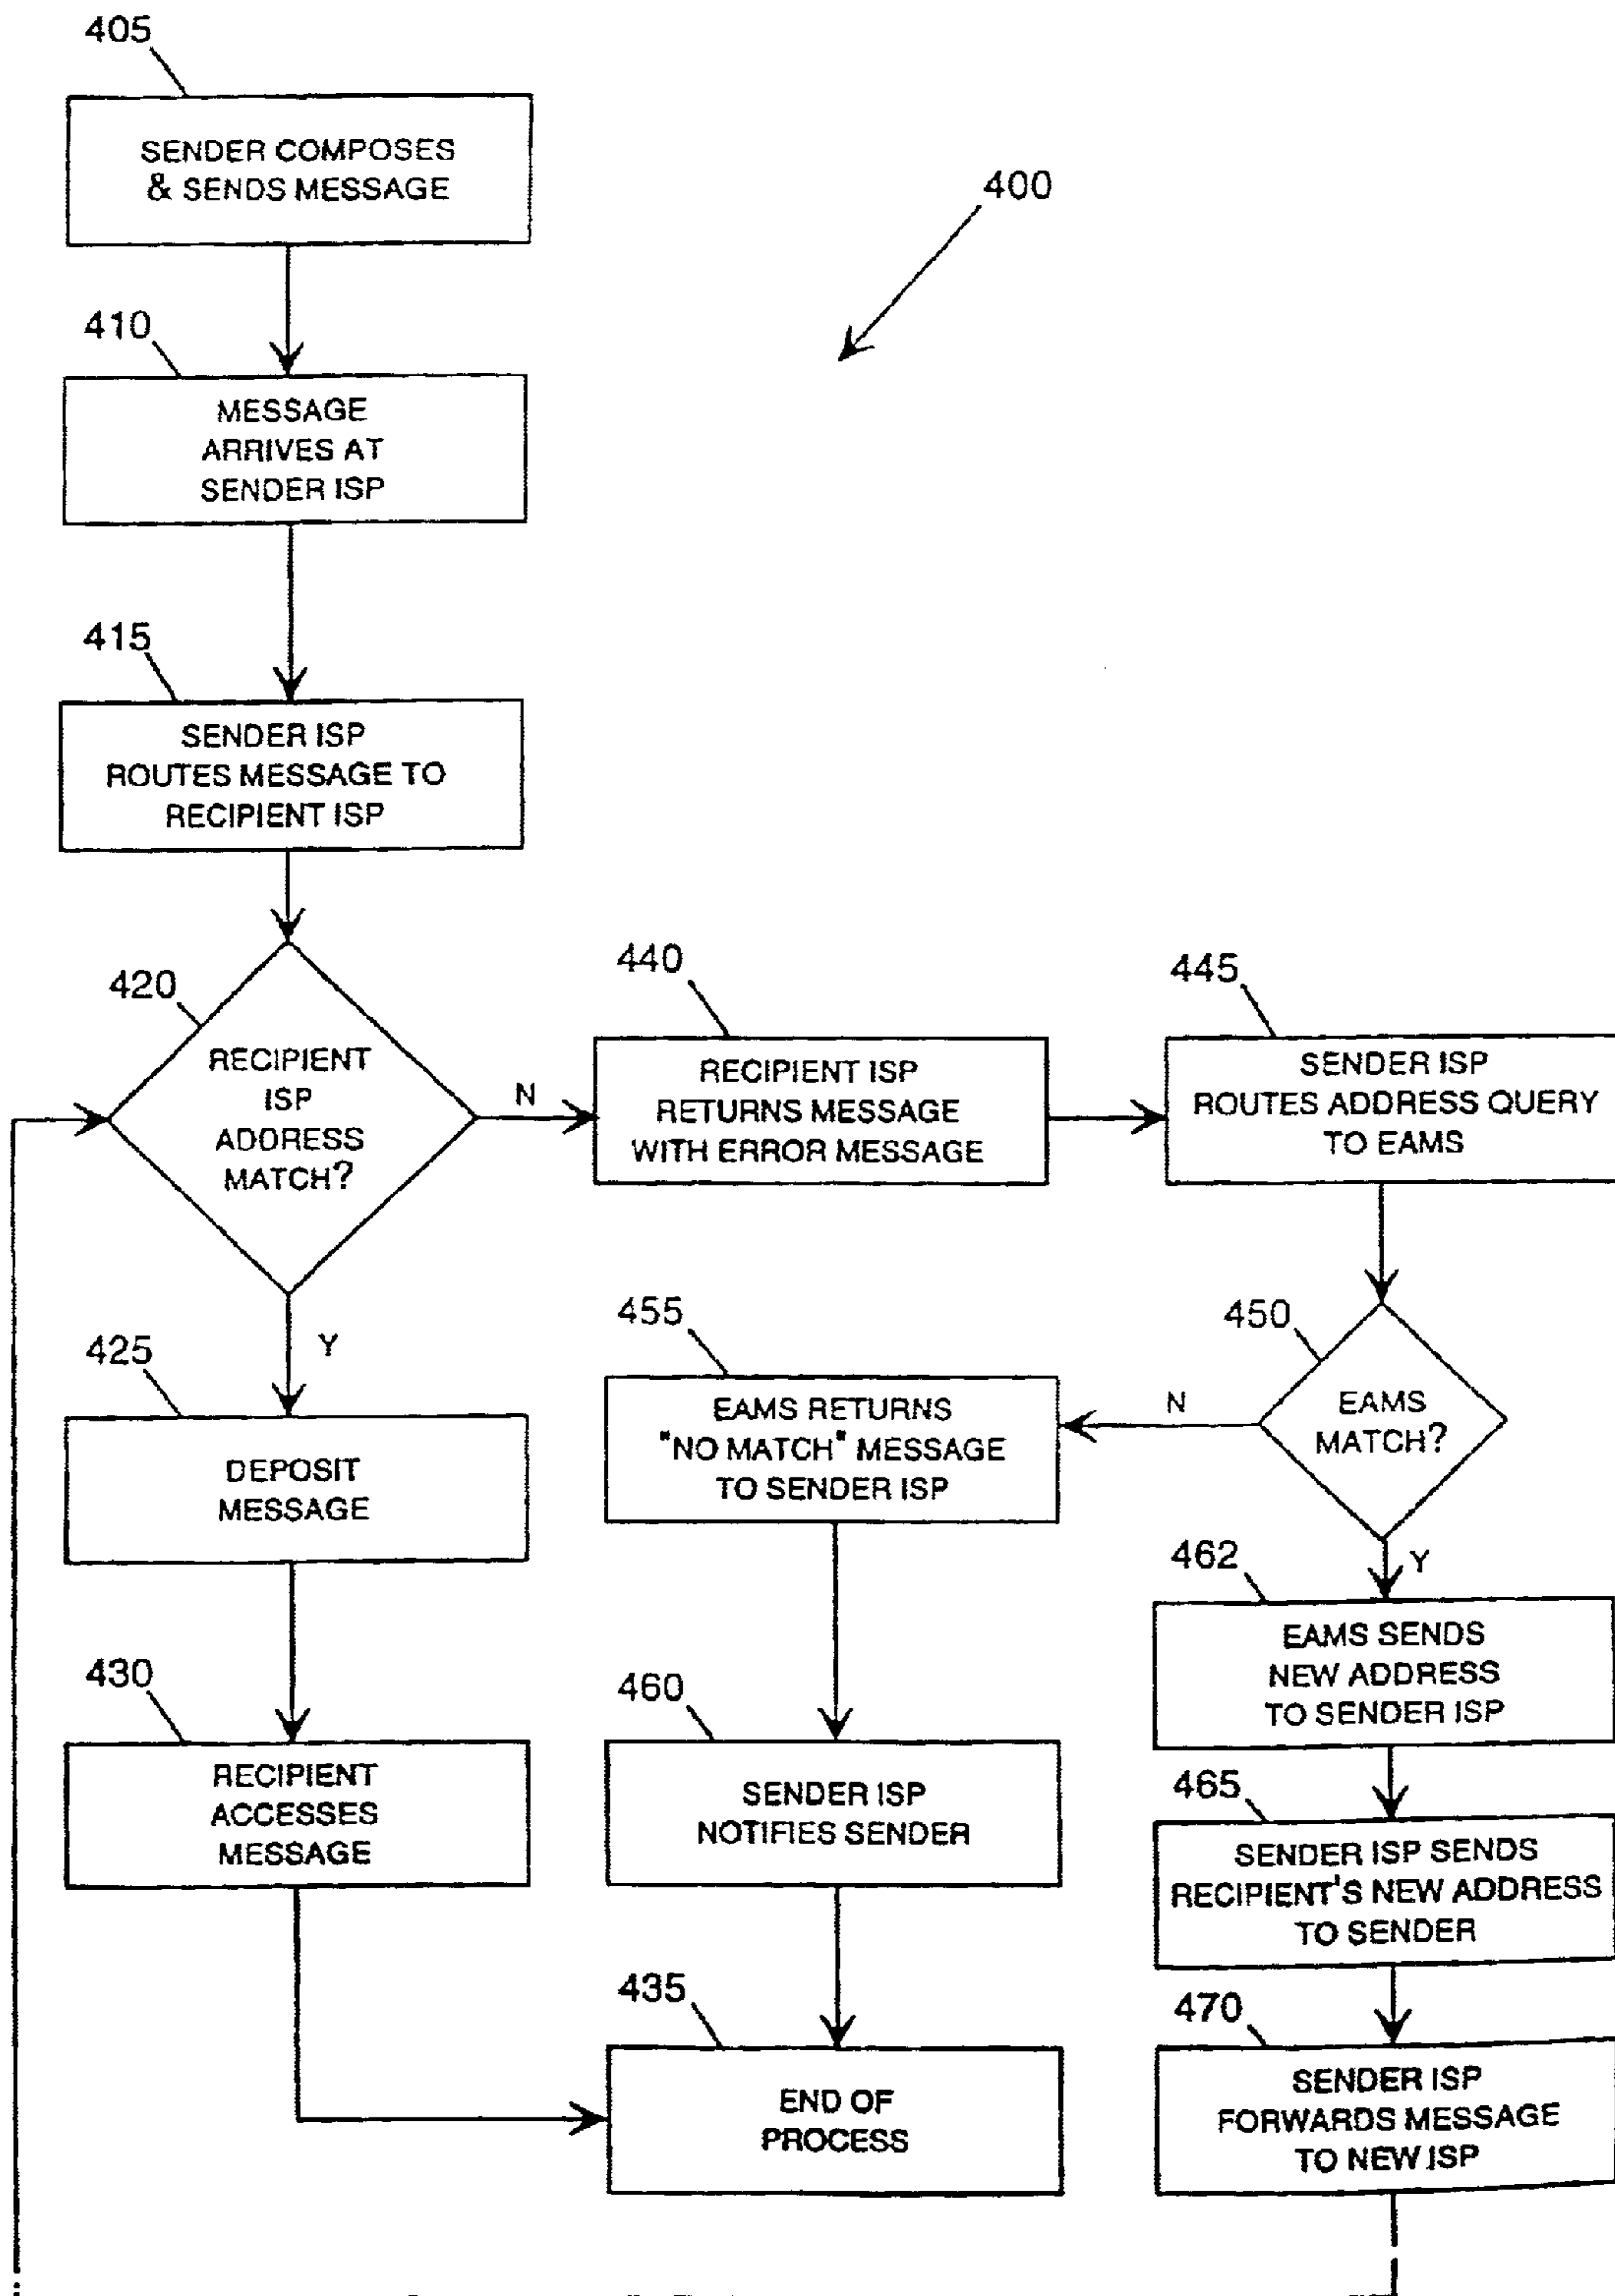 405
SENDER COMPOSES
& SENDS MESSAGE
400
410
MESSAGE
ARRIVES AT
SENDER ISP
415
SENDER ISP
ROUTES MESSAGE TO
RECIPIENT ISP
420
RECIPIENT
ISP
ADDRESS
MATCH?
N
Y
440
RECIPIENT ISP
RETURNS MESSAGE
WITH ERROR MESSAGE
445
SENDER ISP
ROUTES ADDRESS QUERY
TO EAMS
425
DEPOSIT
MESSAGE
455
EAMS RETURNS
"NO MATCH" MESSAGE
TO SENDER ISP
450
EAMS
MATCH?
N
Y
430
RECIPIENT
ACCESSES
MESSAGE
460
SENDER ISP
NOTIFIES SENDER
462
EAMS SENDS
NEW ADDRESS
TO SENDER ISP
465
SENDER ISP SENDS
RECIPIENT'S NEW ADDRESS
TO SENDER
435
END OF
PROCESS
470
SENDER ISP
FORWARDS MESSAGE
TO NEW ISP